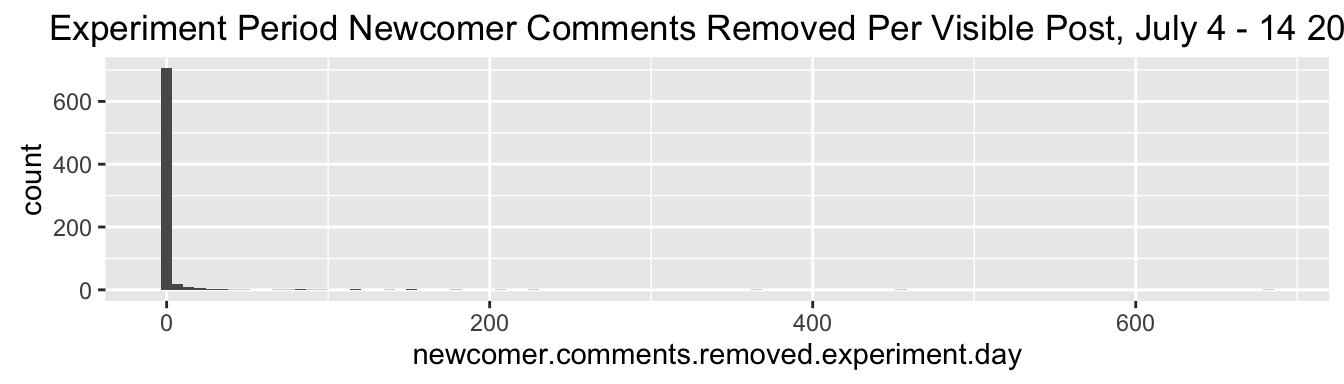 Experiment Period Newcomer Comments Removed Per Visible Post, July 4 - 14 20
600
400
200
0
count
0 200 400 600
newcomer.comments.removed.experiment.day